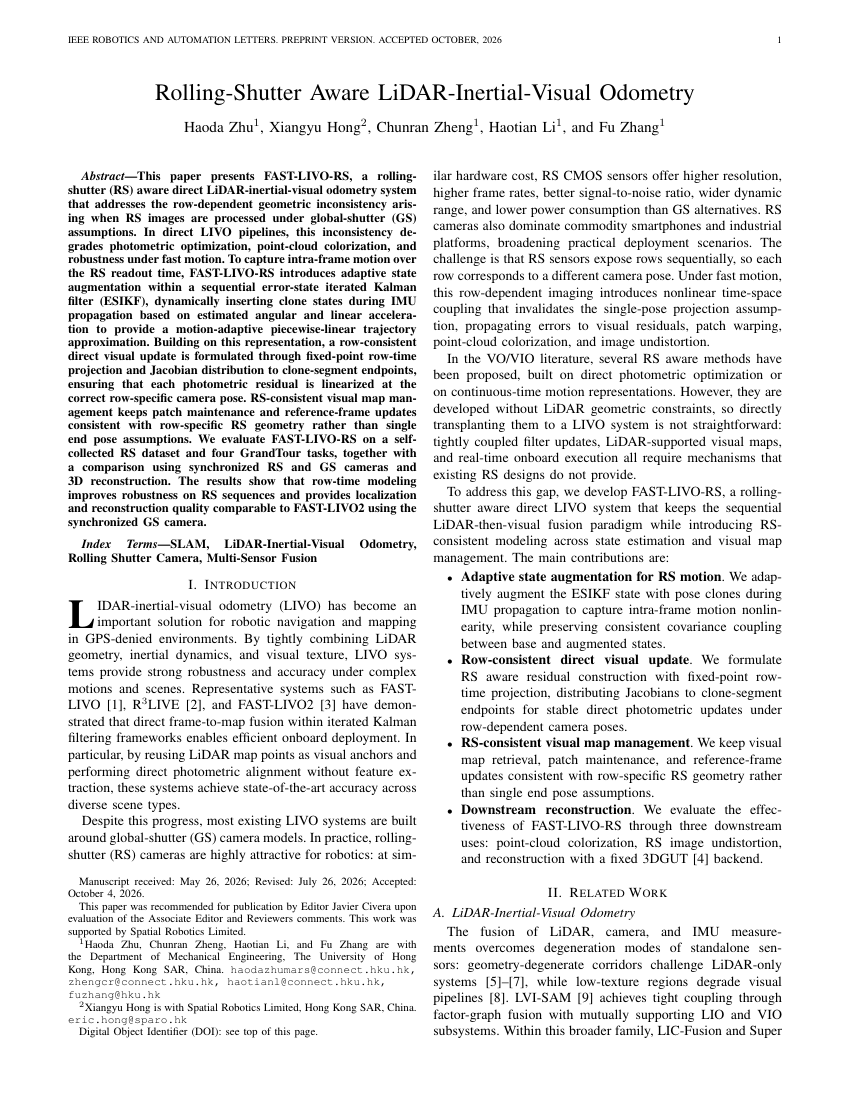 IEEE ROBOTICS AND AUTOMATION LETTERS. PREPRINT VERSION. ACCEPTED OCTOBER, 2026
1
Rolling-Shutter Aware LiDAR-Inertial-Visual Odometry
Haoda Zhu1, Xiangyu Hong2, Chunran Zheng1, Haotian Li1, and Fu Zhang1
Abstract—This paper presents FAST-LIVO-RS, a rolling-
shutter (RS) aware direct LiDAR-inertial-visual odometry system
that addresses the row-dependent geometric inconsistency aris-
ing when RS images are processed under global-shutter (GS)
assumptions. In direct LIVO pipelines, this inconsistency de-
grades photometric optimization, point-cloud colorization, and
robustness under fast motion. To capture intra-frame motion over
the RS readout time, FAST-LIVO-RS introduces adaptive state
augmentation within a sequential error-state iterated Kalman
filter (ESIKF), dynamically inserting clone states during IMU
propagation based on estimated angular and linear accelera-
tion to provide a motion-adaptive piecewise-linear trajectory
approximation. Building on this representation, a row-consistent
direct visual update is formulated through fixed-point row-time
projection and Jacobian distribution to clone-segment endpoints,
ensuring that each photometric residual is linearized at the
correct row-specific camera pose. RS-consistent visual map man-
agement keeps patch maintenance and reference-frame updates
consistent with row-specific RS geometry rather than single
end pose assumptions. We evaluate FAST-LIVO-RS on a self-
collected RS dataset and four GrandTour tasks, together with
a comparison using synchronized RS and GS cameras and
3D reconstruction. The results show that row-time modeling
improves robustness on RS sequences and provides localization
and reconstruction quality comparable to FAST-LIVO2 using the
synchronized GS camera.
Index Terms—SLAM, LiDAR-Inertial-Visual Odometry,
Rolling Shutter Camera, Multi-Sensor Fusion
I. INTRODUCTION
LIDAR-inertial-visual odometry (LIVO) has become an
important solution for robotic navigation and mapping
in GPS-denied environments. By tightly combining LiDAR
geometry, inertial dynamics, and visual texture, LIVO sys-
tems provide strong robustness and accuracy under complex
motions and scenes. Representative systems such as FAST-
LIVO [1], R3LIVE [2], and FAST-LIVO2 [3] have demon-
strated that direct frame-to-map fusion within iterated Kalman
filtering frameworks enables efficient onboard deployment. In
particular, by reusing LiDAR map points as visual anchors and
performing direct photometric alignment without feature ex-
traction, these systems achieve state-of-the-art accuracy across
diverse scene types.
Despite this progress, most existing LIVO systems are built
around global-shutter (GS) camera models. In practice, rolling-
shutter (RS) cameras are highly attractive for robotics: at sim-
Manuscript received: May 26, 2026; Revised: July 26, 2026; Accepted:
October 4, 2026.
This paper was recommended for publication by Editor Javier Civera upon
evaluation of the Associate Editor and Reviewers comments. This work was
supported by Spatial Robotics Limited.
1Haoda Zhu, Chunran Zheng, Haotian Li, and Fu Zhang are with
the Department of Mechanical Engineering, The University of Hong
Kong, Hong Kong SAR, China. haodazhumars@connect.hku.hk,
zhengcr@connect.hku.hk, haotianl@connect.hku.hk,
fuzhang@hku.hk
2Xiangyu Hong is with Spatial Robotics Limited, Hong Kong SAR, China.
eric.hong@sparo.hk
Digital Object Identifier (DOI): see top of this page.
ilar hardware cost, RS CMOS sensors offer higher resolution,
higher frame rates, better signal-to-noise ratio, wider dynamic
range, and lower power consumption than GS alternatives. RS
cameras also dominate commodity smartphones and industrial
platforms, broadening practical deployment scenarios. The
challenge is that RS sensors expose rows sequentially, so each
row corresponds to a different camera pose. Under fast motion,
this row-dependent imaging introduces nonlinear time-space
coupling that invalidates the single-pose projection assump-
tion, propagating errors to visual residuals, patch warping,
point-cloud colorization, and image undistortion.
In the VO/VIO literature, several RS aware methods have
been proposed, built on direct photometric optimization or
on continuous-time motion representations. However, they are
developed without LiDAR geometric constraints, so directly
transplanting them to a LIVO system is not straightforward:
tightly coupled filter updates, LiDAR-supported visual maps,
and real-time onboard execution all require mechanisms that
existing RS designs do not provide.
To address this gap, we develop FAST-LIVO-RS, a rolling-
shutter aware direct LIVO system that keeps the sequential
LiDAR-then-visual fusion paradigm while introducing RS-
consistent modeling across state estimation and visual map
management. The main contributions are:
• Adaptive state augmentation for RS motion. We adap-
tively augment the ESIKF state with pose clones during
IMU propagation to capture intra-frame motion nonlin-
earity, while preserving consistent covariance coupling
between base and augmented states.
• Row-consistent direct visual update. We formulate
RS aware residual construction with fixed-point row-
time projection, distributing Jacobians to clone-segment
endpoints for stable direct photometric updates under
row-dependent camera poses.
• RS-consistent visual map management. We keep visual
map retrieval, patch maintenance, and reference-frame
updates consistent with row-specific RS geometry rather
than single end pose assumptions.
• Downstream reconstruction. We evaluate the effec-
tiveness of FAST-LIVO-RS through three downstream
uses: point-cloud colorization, RS image undistortion,
and reconstruction with a fixed 3DGUT [4] backend.
II. RELATED WORK
A. LiDAR-Inertial-Visual Odometry
The fusion of LiDAR, camera, and IMU measure-
ments overcomes degeneration modes of standalone sen-
sors: geometry-degenerate corridors challenge LiDAR-only
systems [5]–[7], while low-texture regions degrade visual
pipelines [8]. LVI-SAM [9] achieves tight coupling through
factor-graph fusion with mutually supporting LIO and VIO
subsystems. Within this broader family, LIC-Fusion and Super